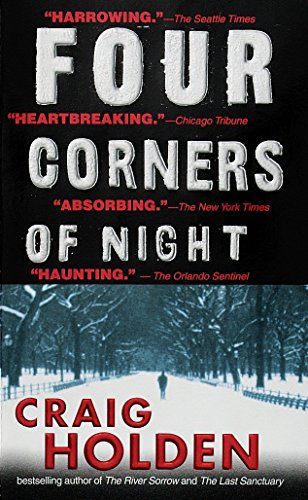 "HARROWING."—The Seattle Times
FOUR
"HEARTBREAKING."—Chicago Tribune
CORNERS
"ABSORBING."—The New York Times
OF NIGHT
"HAUNTING." — The Orlando Sentinel
CRAIG
HOLDEN
bestselling author of The River Sorrow and The Last Sanctuary